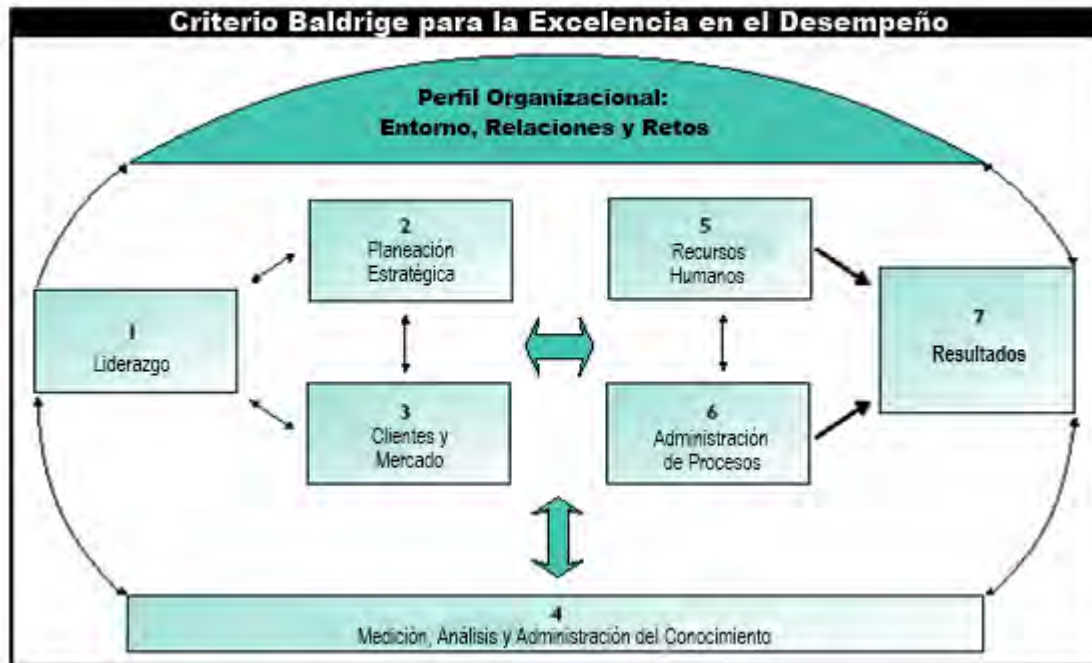 Criterio Baldrige para la Excelencia en el Desempeño
Perfil Organizacional:
Entorno, Relaciones y Retos
1
Liderazgo
2
Planeación
Estratégica
3
Clientes y
Mercado
5
Recursos
Humanos
6
Administración
de Procesos
7
Resultados
4
Medición, Análisis y Administración del Conocimiento